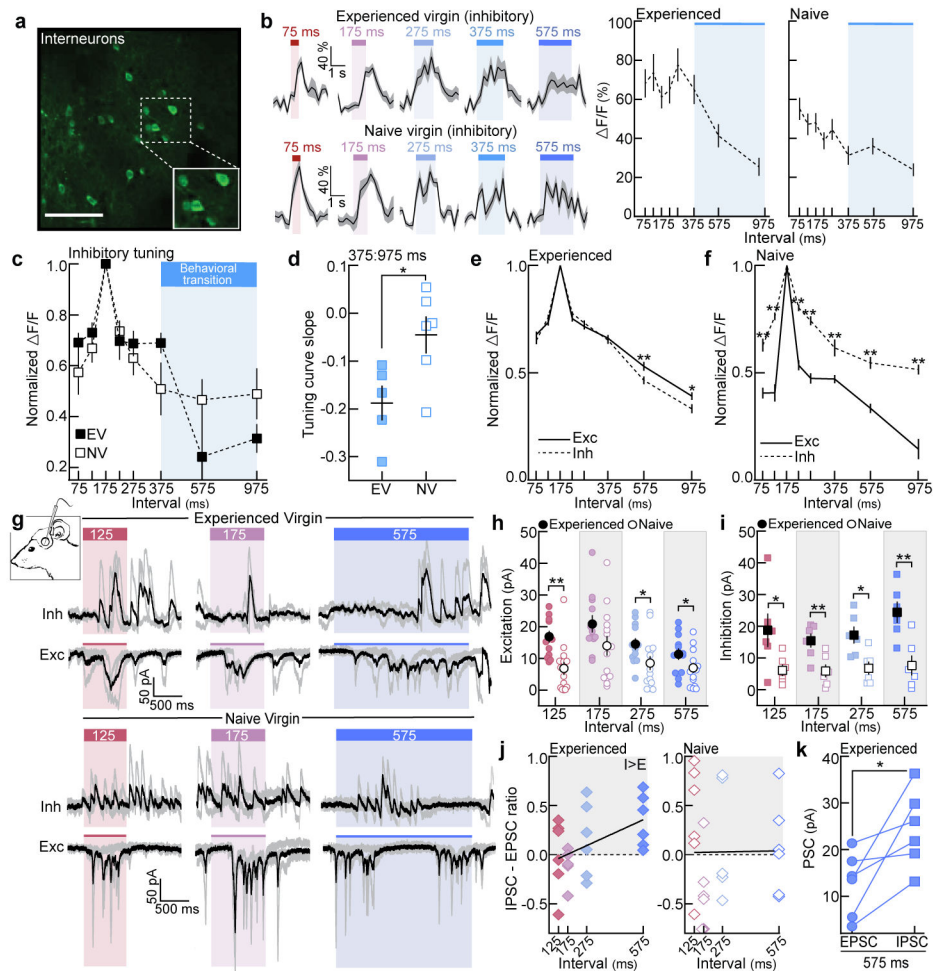 a
Interneurons
b
Experienced virgin (inhibitory)
75 ms
175 ms
275 ms
375 ms
575 ms
40 %
1 s
Naive virgin (inhibitory)
75 ms
175 ms
275 ms
375 ms
575 ms
40 %
1 s
Experienced
Naive
△F/F (%)
100
80
60
40
20
0
75
175
375
575
975
75
175
375
575
975
Interval
(ms)
Interval
(ms)
c
Inhibitory tuning
Behavioral
transition
Normalized △F/F
1.0
0.8
0.6
0.4
0.2
EV
NV
75
175
275
375
575
975
Interval (ms)
d
375:975 ms
*
Tuning curve slope
0.1
0.0
-0.1
-0.2
-0.3
EV
NV
e
Experienced
Normalized △F/F
1.0
0.5
0
**
*
Exc
Inh
75
175
375
575
975
Interval (ms)
f
Naive
Normalized △F/F
1.0
0.5
0
**
**
**
**
**
**
**
Exc
Inh
75
175
375
575
975
Interval (ms)
g
Experienced Virgin
125
175
575
Inh
Exc
50 pA
500 ms
Naive Virgin
125
175
575
Inh
Exc
50 pA
500 ms
h
Experienced
Naive
Excitation (pA)
50
40
30
20
10
0
**
*
*
125
175
275
575
Interval (ms)
i
Experienced
Naive
Inhibition (pA)
50
40
30
20
10
0
*
**
*
**
125
175
275
575
Interval (ms)
j
Experienced
Naive
I>E
IPSC - EPSC ratio
1.0
0.5
0.0
-0.5
125
175
275
575
125
175
275
575
Interval (ms)
Interval (ms)
k
Experienced
*
PSC (pA)
40
30
20
10
EPSC
IPSC
575 ms